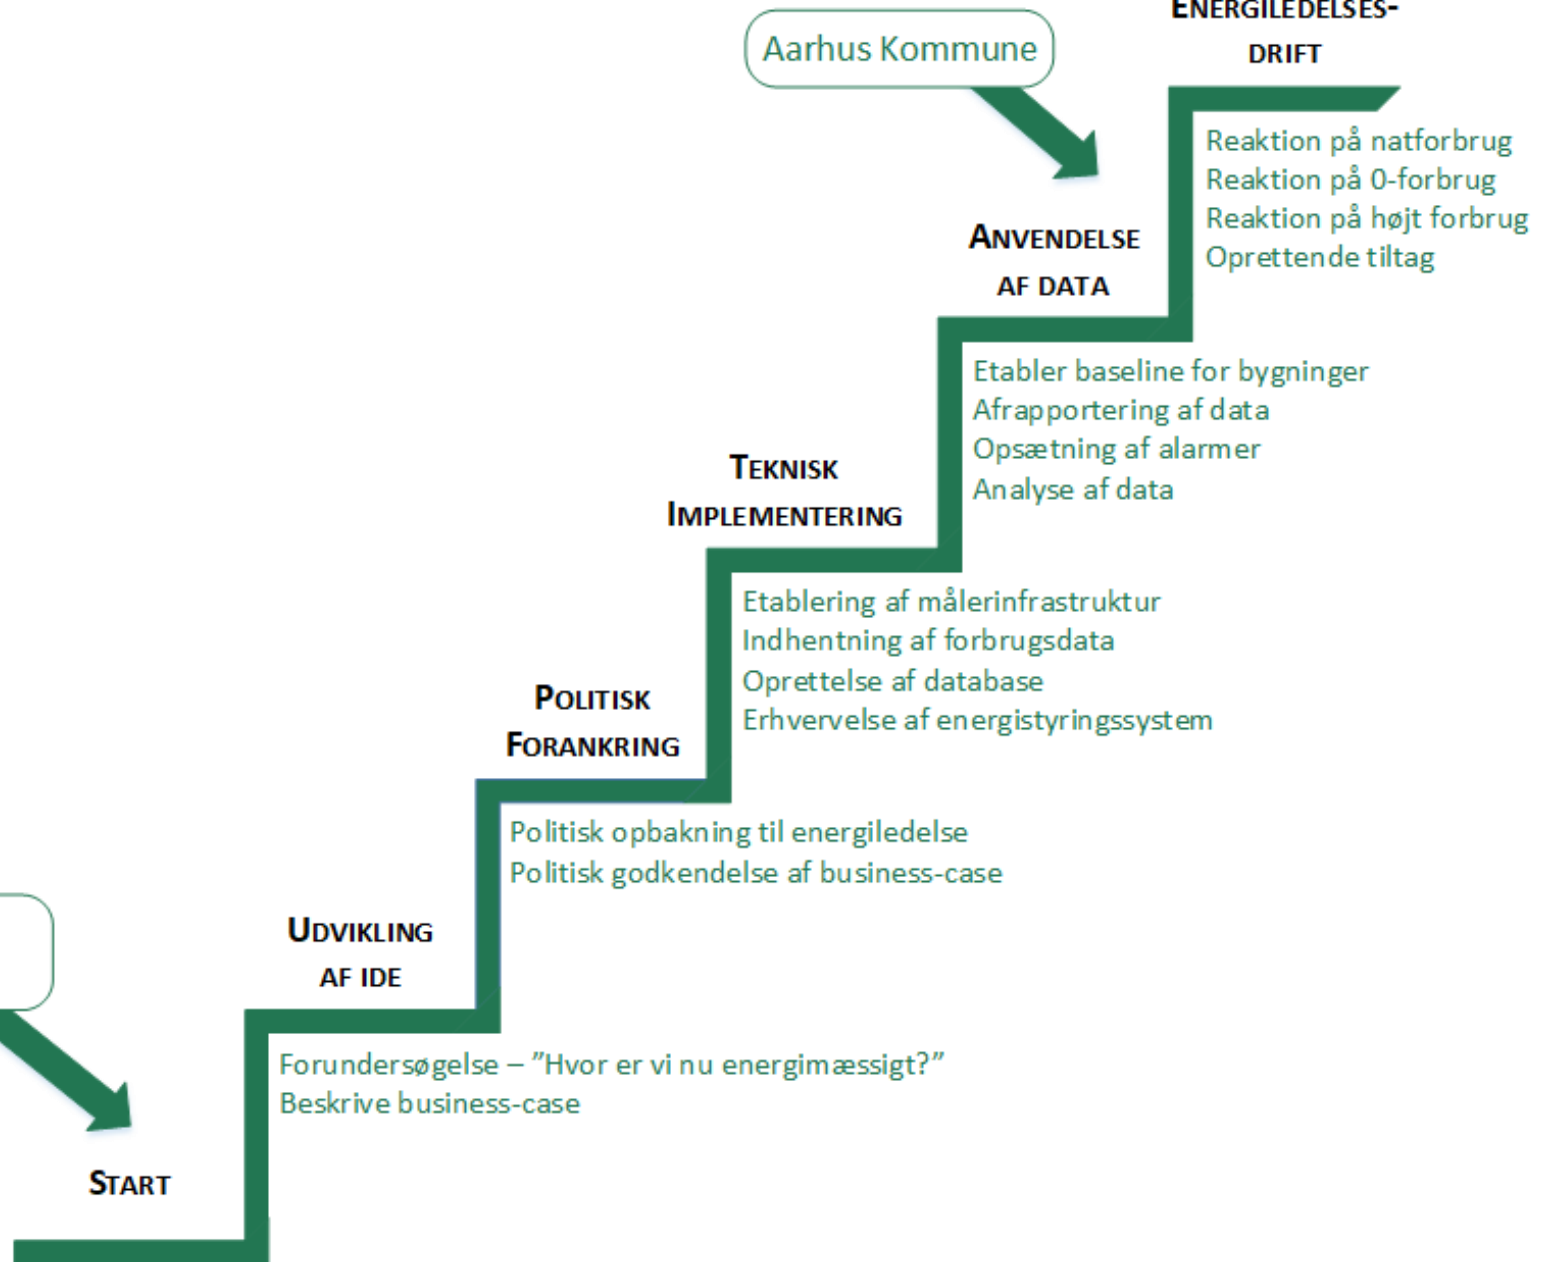 ENERGILEDELSES-
DRIFT
Aarhus Kommune
Reaktion på natforbrug
Reaktion på 0-forbrug
Reaktion på højt forbrug
Oprettende tiltag
ANVENDELSE
AF DATA
Etabler baseline for bygninger
Afrapportering af data
Opsætning af alarmer
Analyse af data
TEKNISK
IMPLEMENTERING
Etablering af målerinfrastruktur
Indhentning af forbrugsdata
Oprettelse af database
Erhvervelse af energistyringssystem
POLITISK
FORANKRING
Politisk opbakning til energiledelse
Politisk godkendelse af business-case
UDVIKLING
AF IDE
Forundersøgelse – ”Hvor er vi nu energimæssigt?”
Beskrive business-case
START